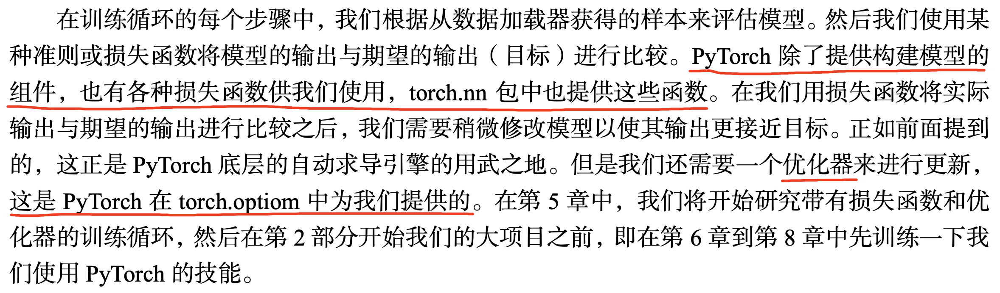 在训练循环的每个步骤中，我们根据从数据加载器获得的样本来评估模型。然后我们使用某
种准则或损失函数将模型的输出与期望的输出（目标）进行比较。PyTorch 除了提供构建模型的
组件，也有各种损失函数供我们使用，torch.nn 包中也提供这些函数。在我们用损失函数将实际
输出与期望的输出进行比较之后，我们需要稍微修改模型以使其输出更接近目标。正如前面提到
的，这正是 PyTorch 底层的自动求导引擎的用武之地。但是我们还需要一个优化器来进行更新，
这是 PyTorch 在 torch.optiom 中为我们提供的。在第 5 章中，我们将开始研究带有损失函数和优
化器的训练循环，然后在第 2 部分开始我们的大项目之前，即在第 6 章到第 8 章中先训练一下我
们使用 PyTorch 的技能。